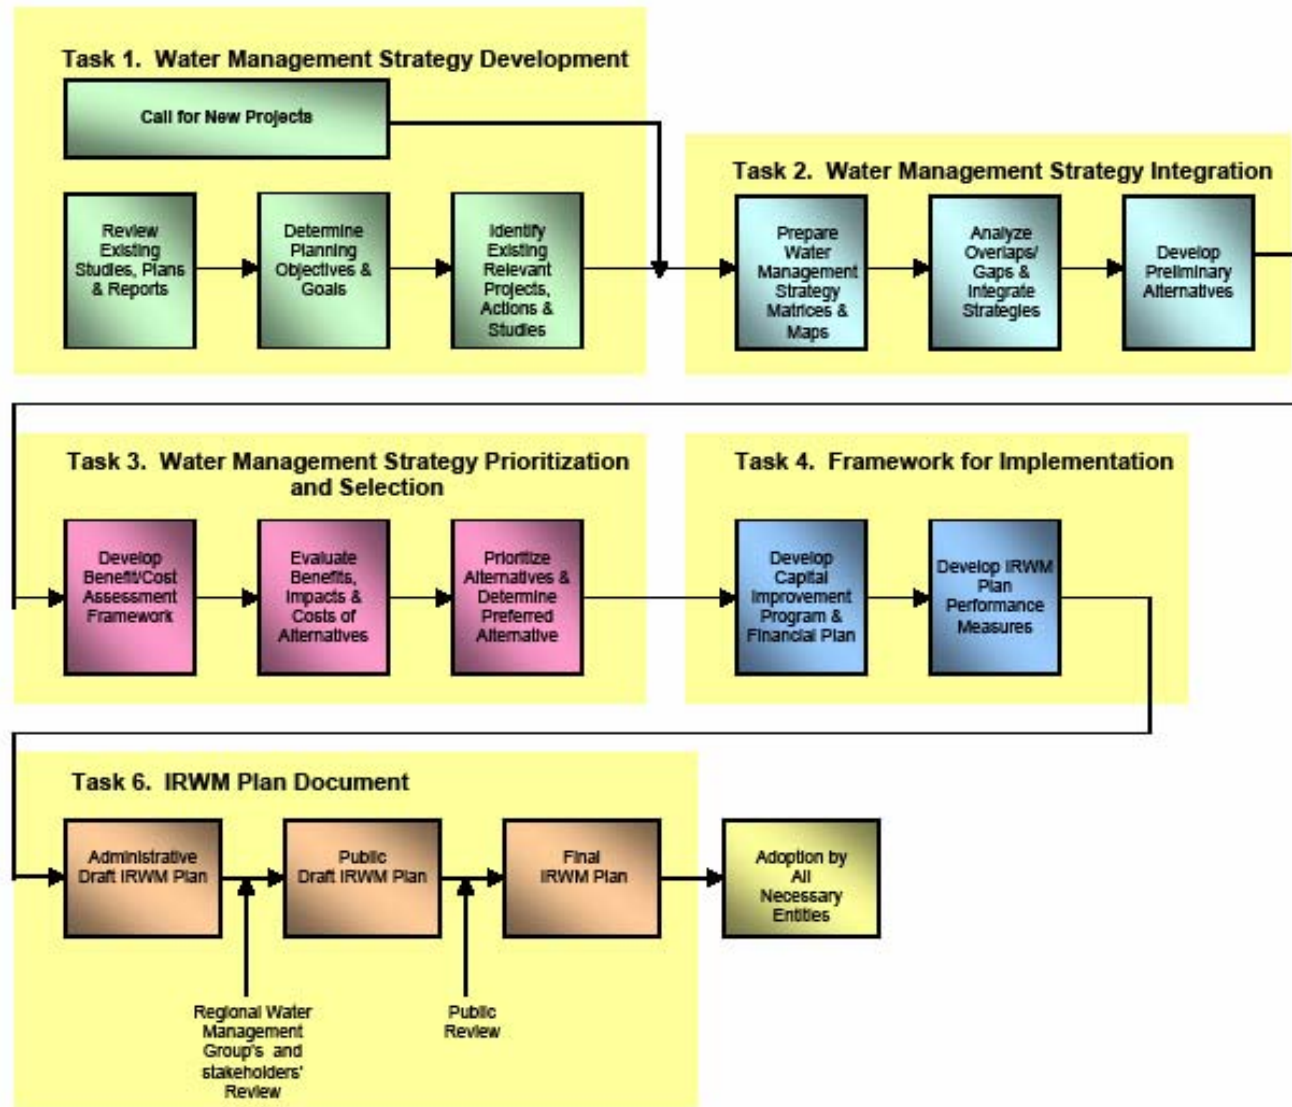 Task 1.  Water Management Strategy Development
Call for New Projects
Review
Existing
Studies, Plans
& Reports
Determine
Planning
Objectives &
Goals
Identify
Existing
Relevant
Projects,
Actions &
Studies
Task 2.  Water Management Strategy Integration
Prepare
Water
Management
Strategy
Matrices &
Maps
Analyze
Overlaps/
Gaps &
Integrate
Strategies
Develop
Preliminary
Alternatives
Task 3.  Water Management Strategy Prioritization
and Selection
Develop
Benefit/Cost
Assessment
Framework
Evaluate
Benefits,
Impacts &
Costs of
Alternatives
Prioritize
Alternatives &
Determine
Preferred
Alternative
Task 4.  Framework for Implementation
Develop
Capital
Improvement
Program &
Financial Plan
Develop IRWM
Plan
Performance
Measures
Task 6.  IRWM Plan Document
Administrative
Draft IRWM Plan
Public
Draft IRWM Plan
Final
IRWM Plan
Adoption by
All
Necessary
Entities
Regional Water
Management
Group's  and
stakeholders'
Review
Public
Review